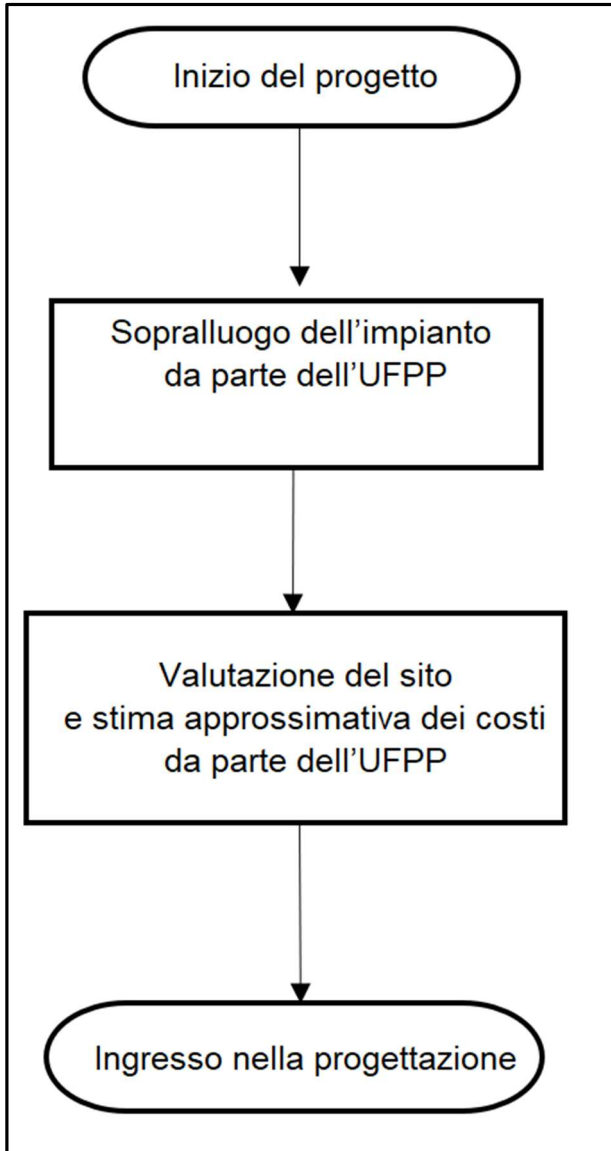 Inizio del progetto
Sopralluogo dell’impianto
da parte dell’UFPP
Valutazione del sito
e stima approssimativa dei costi
da parte dell’UFPP
Ingresso nella progettazione